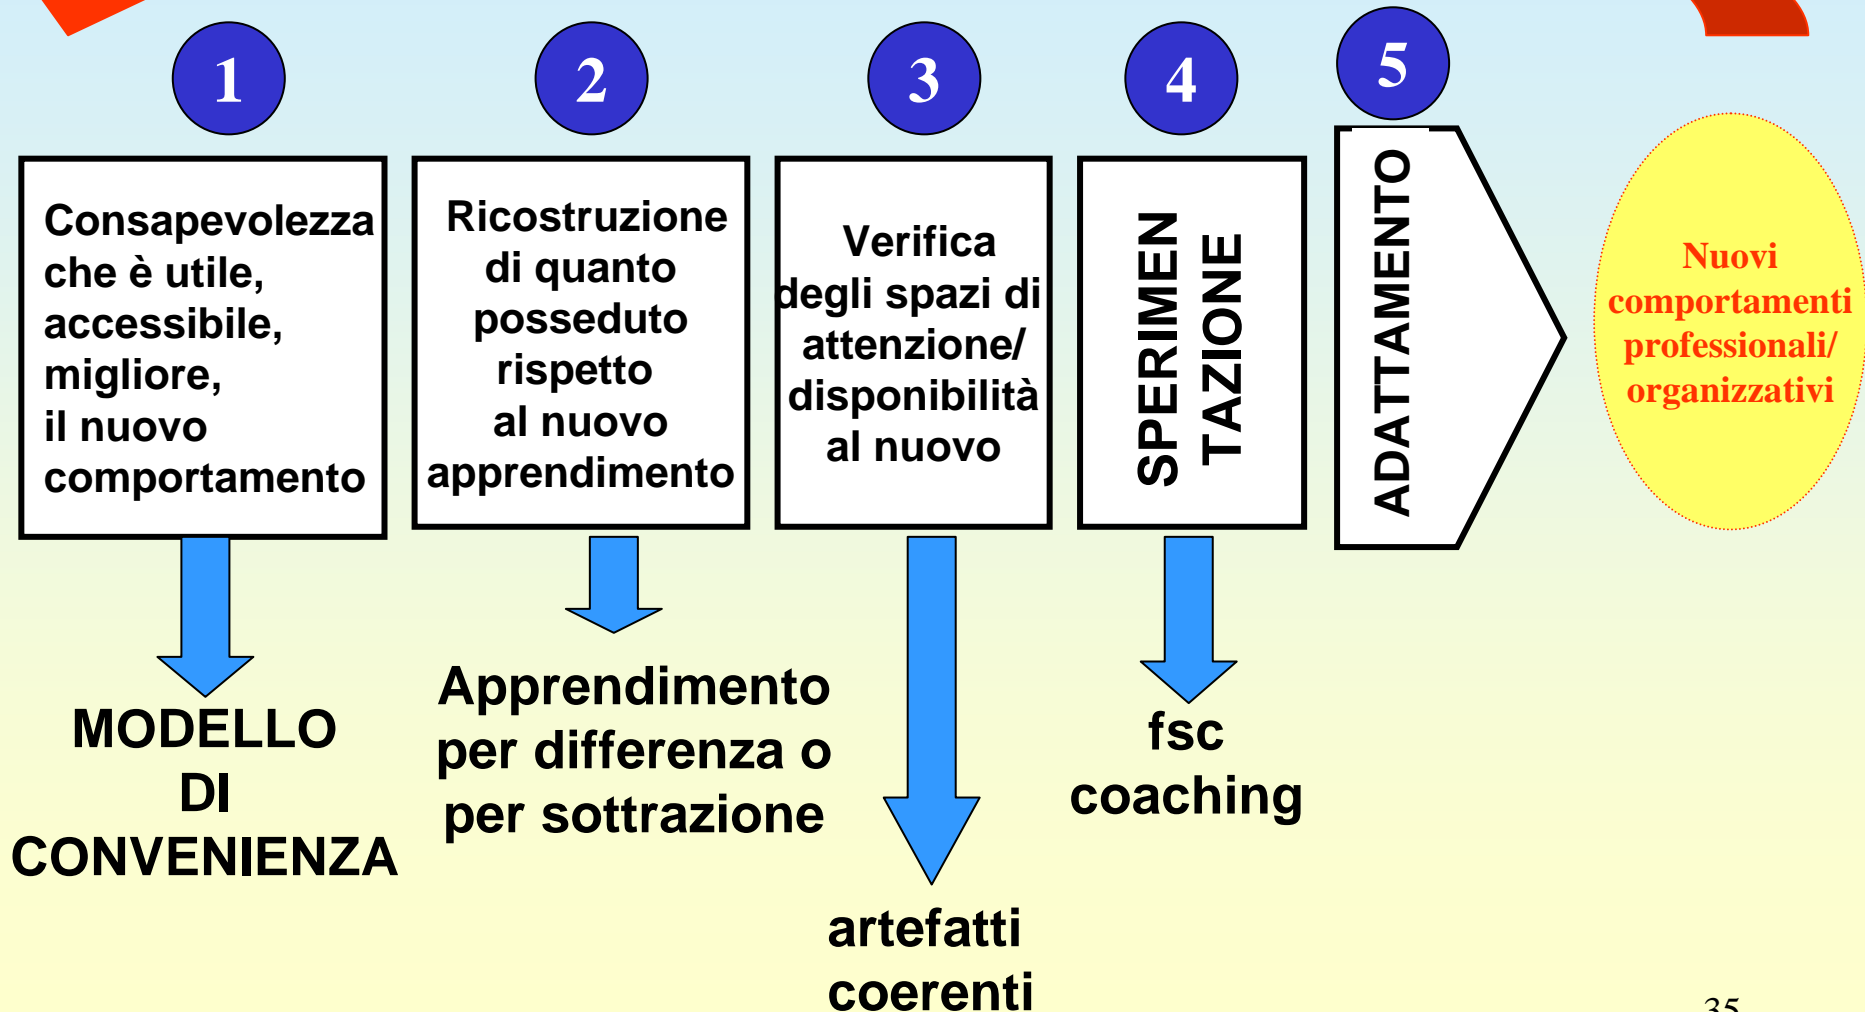 1
Consapevolezza
che è utile,
accessibile,
migliore,
il nuovo
comportamento
MODELLO
DI
CONVENIENZA
2
Ricostruzione
di quanto
posseduto
rispetto
al nuovo
apprendimento
Apprendimento
per differenza o
per sottrazione
3
Verifica
degli spazi di
attenzione/
disponibilità
al nuovo
artefatti
coerenti
4
SPERIMEN
TAZIONE
fsc
coaching
5
ADATTAMENTO
Nuovi
comportamenti
professionali/
organizzativi
35